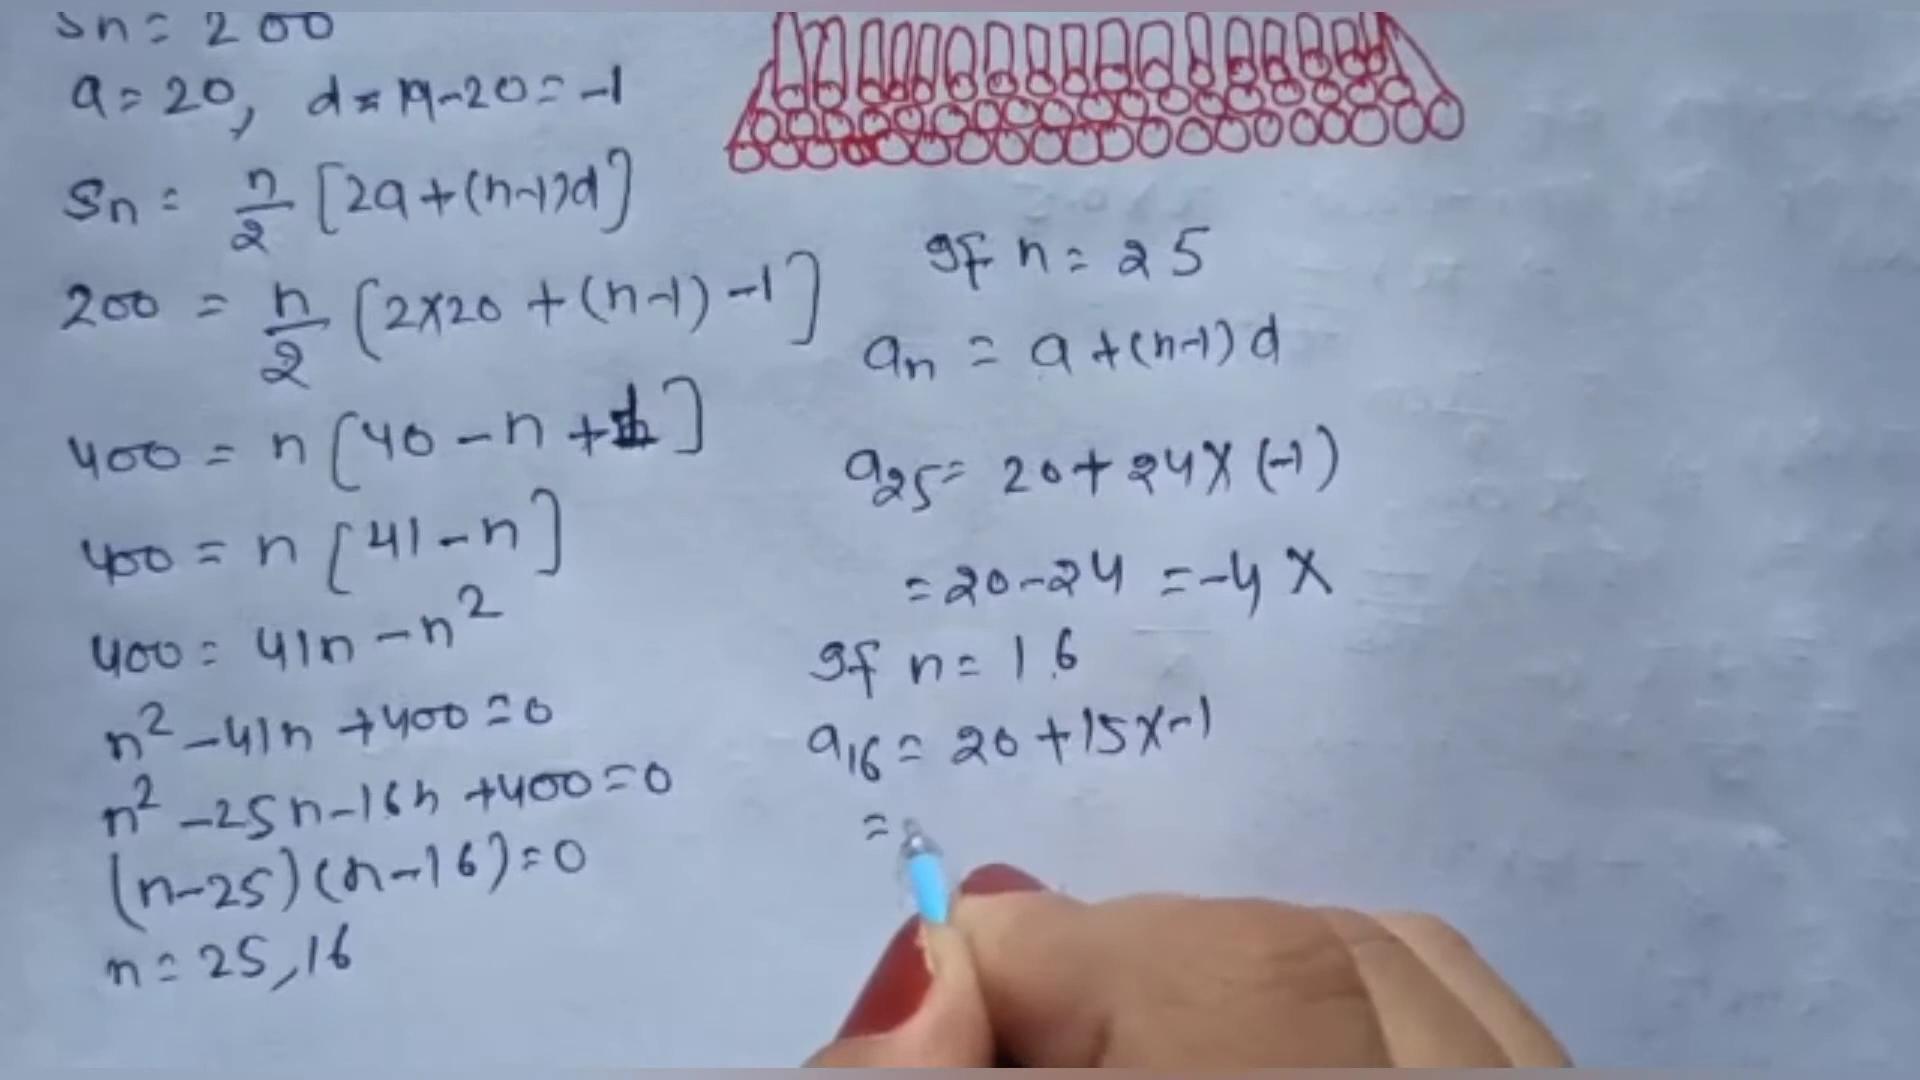 Sn = 200
a = 20, d = 19-20 = -1
Sn = n/2 [2a+(n-1)d]
200 = n/2 [2×20 + (n-1) -1]
400 = n [40 - n + 1]
400 = n [41 - n]
400 = 41n - n²
n² - 41n + 400 = 0
n² - 25n - 16n + 400 = 0
(n-25) (n-16) = 0
n = 25, 16
If n = 25
an = a + (n-1) d
a25 = 20 + 24 × (-1)
= 20 - 24 = -4 ×
If n = 16
a16 = 20 + 15 × -1
=